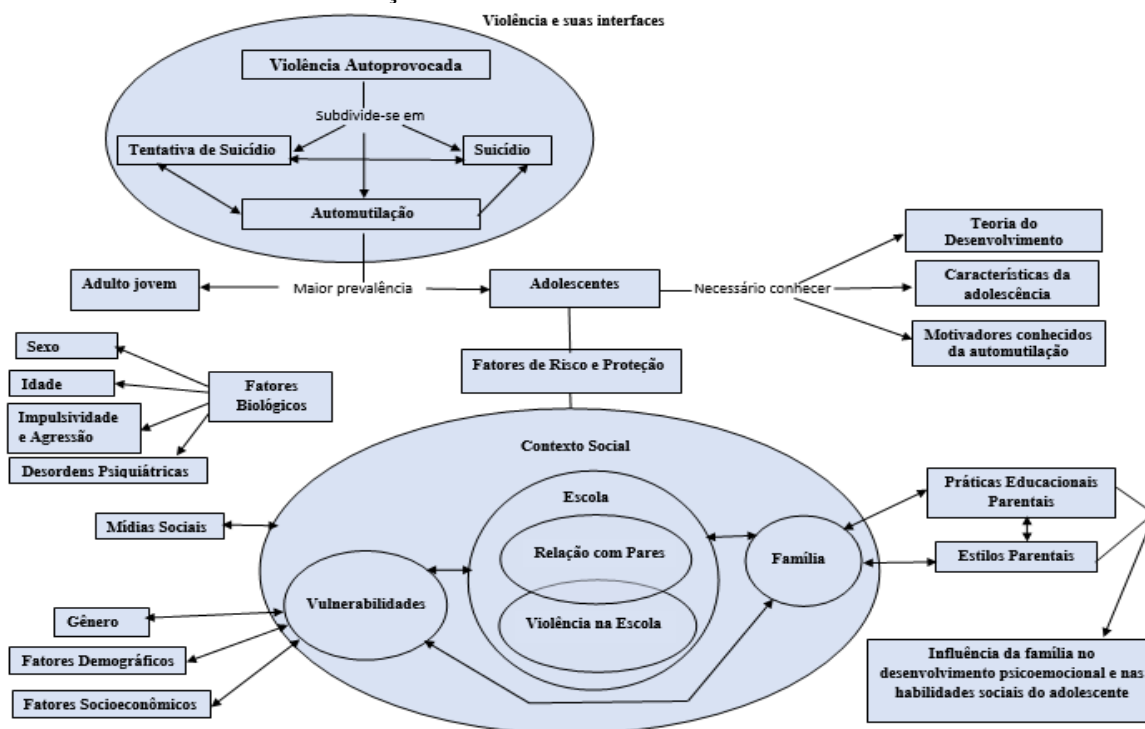 Violência e suas interfaces
Violência Autoprovocada
Subdivide-se em
Tentativa de Suicídio
Suicídio
Automutilação
Teoria do
Desenvolvimento
Adulto jovem
Maior prevalência
Adolescentes
Necessário conhecer
Características da
adolescência
Motivadores conhecidos
da automutilação
Sexo
Idade
Impulsividade
e Agressão
Desordens Psiquiátricas
Fatores
Biológicos
Fatores de Risco e Proteção
Contexto Social
Escola
Relação com Pares
Violência na Escola
Família
Vulnerabilidades
Mídias Sociais
Gênero
Fatores Demográficos
Fatores Socioeconômicos
Práticas Educacionais
Parentais
Estilos Parentais
Influência da família no
desenvolvimento psicoemocional e nas
habilidades sociais do adolescente